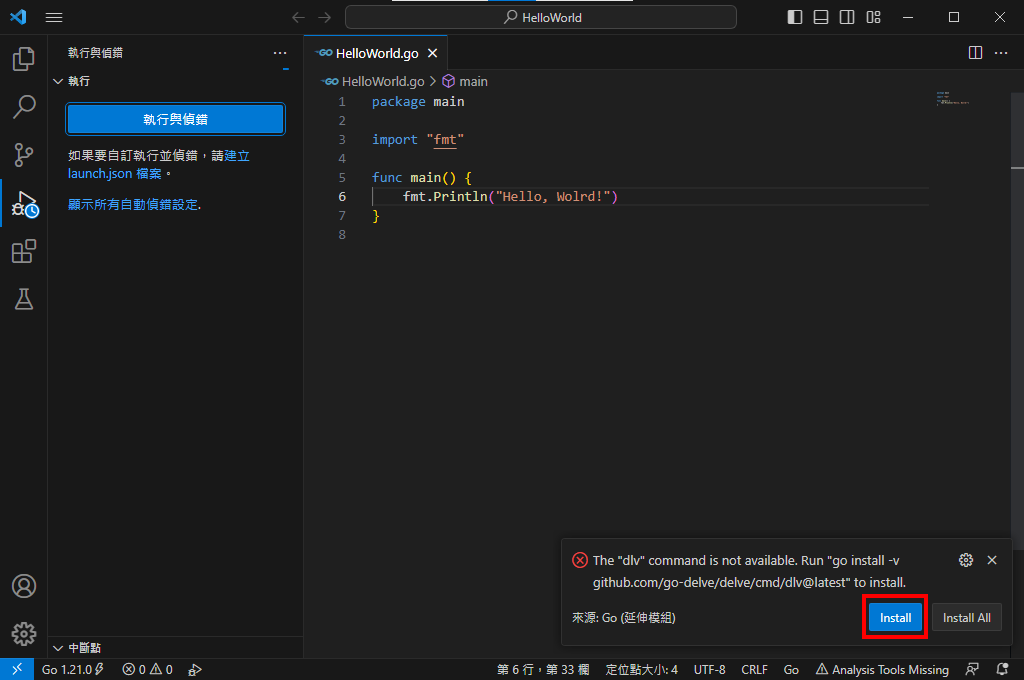 HelloWorld
執行與偵錯
執行
執行與偵錯
如果要自訂執行並偵錯，請建立
launch.json 檔案。
顯示所有自動偵錯設定.
中斷點
GO HelloWorld.go
GO HelloWorld.go > main
1 package main
2
3 import "fmt"
4
5 func main() {
6 fmt.Println("Hello, Wolrd!")
7 }
8
The "dlv" command is not available. Run "go install -v
github.com/go-delve/delve/cmd/dlv@latest" to install.
來源: Go (延伸模組)
Install
Install All
Go 1.21.0 0 0 第 6 行，第 33 欄 定位點大小: 4 UTF-8 CRLF Go Analysis Tools Missing